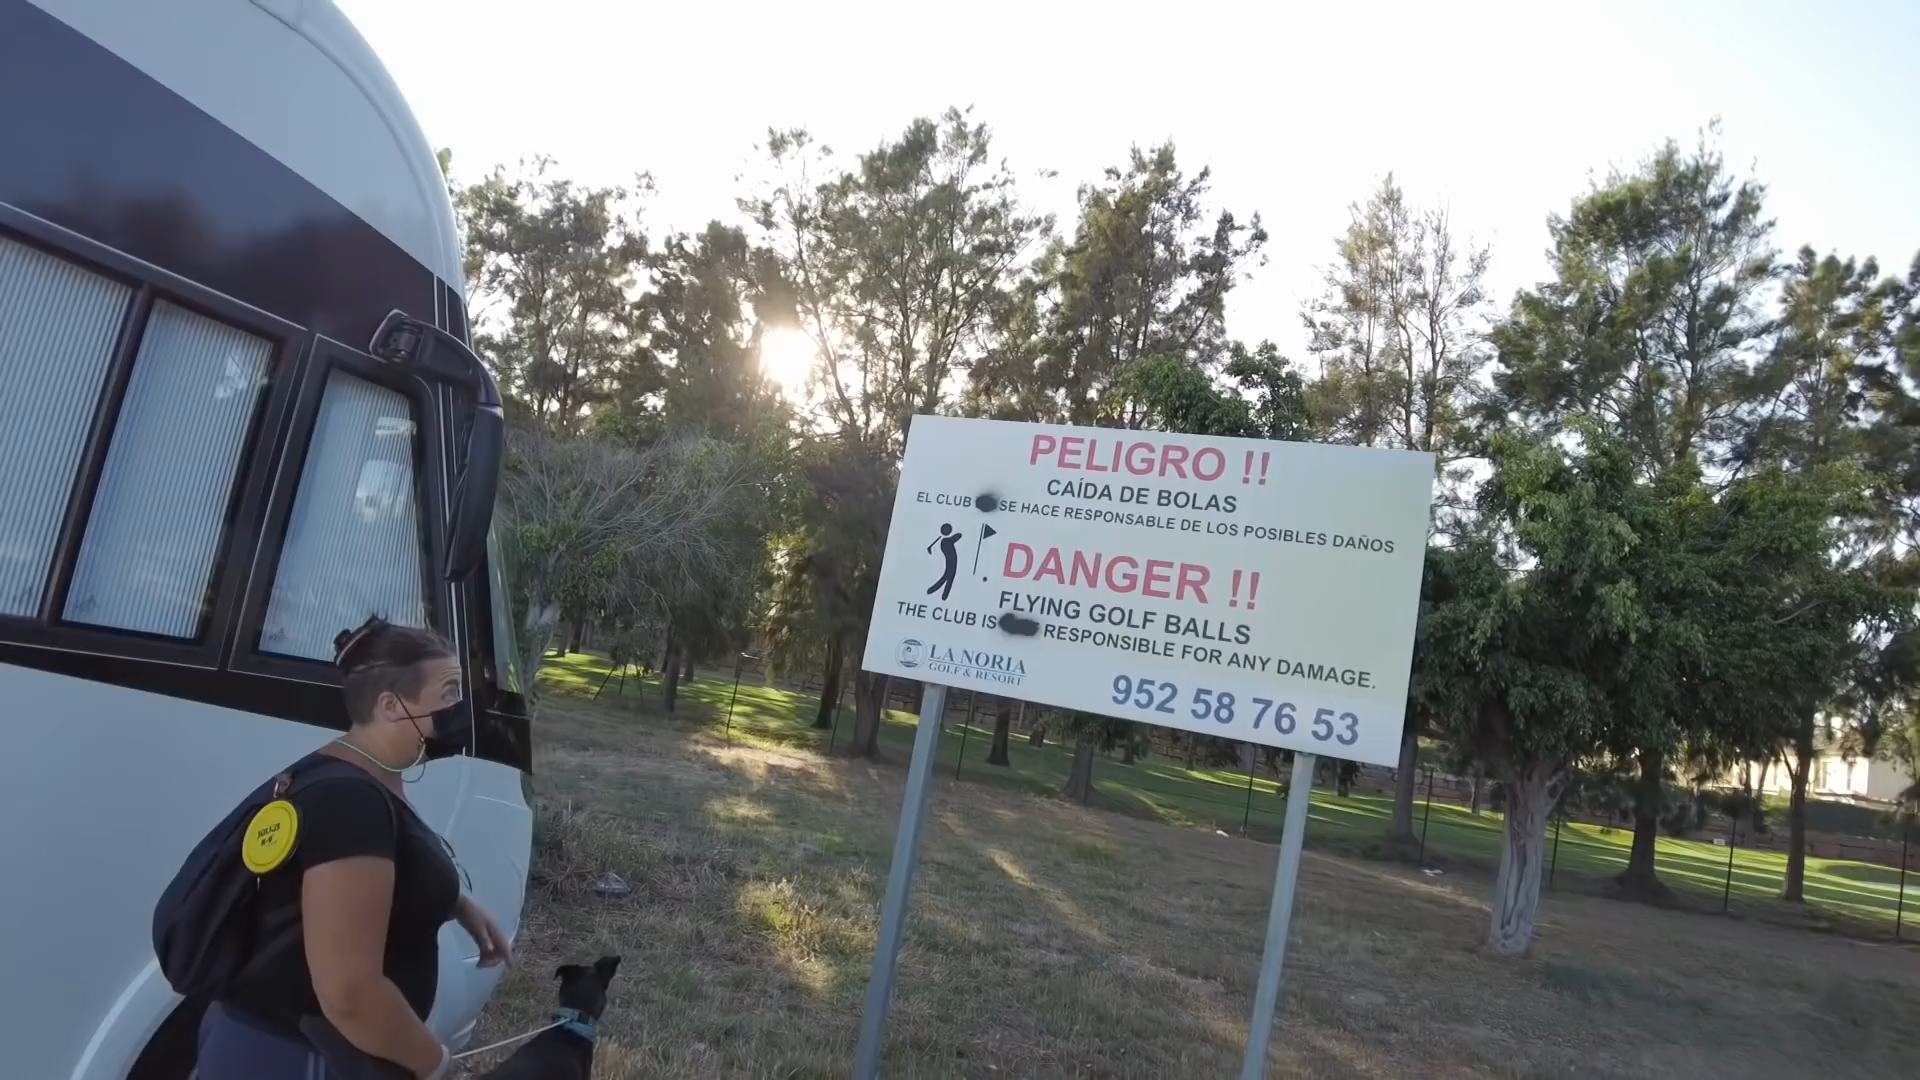 PELIGRO !!
CAÍDA DE BOLAS
EL CLUB SE HACE RESPONSABLE DE LOS POSIBLES DAÑOS
DANGER !!
FLYING GOLF BALLS
THE CLUB IS RESPONSIBLE FOR ANY DAMAGE.
LA NORIA
GOLF & RESORT
952 58 76 53